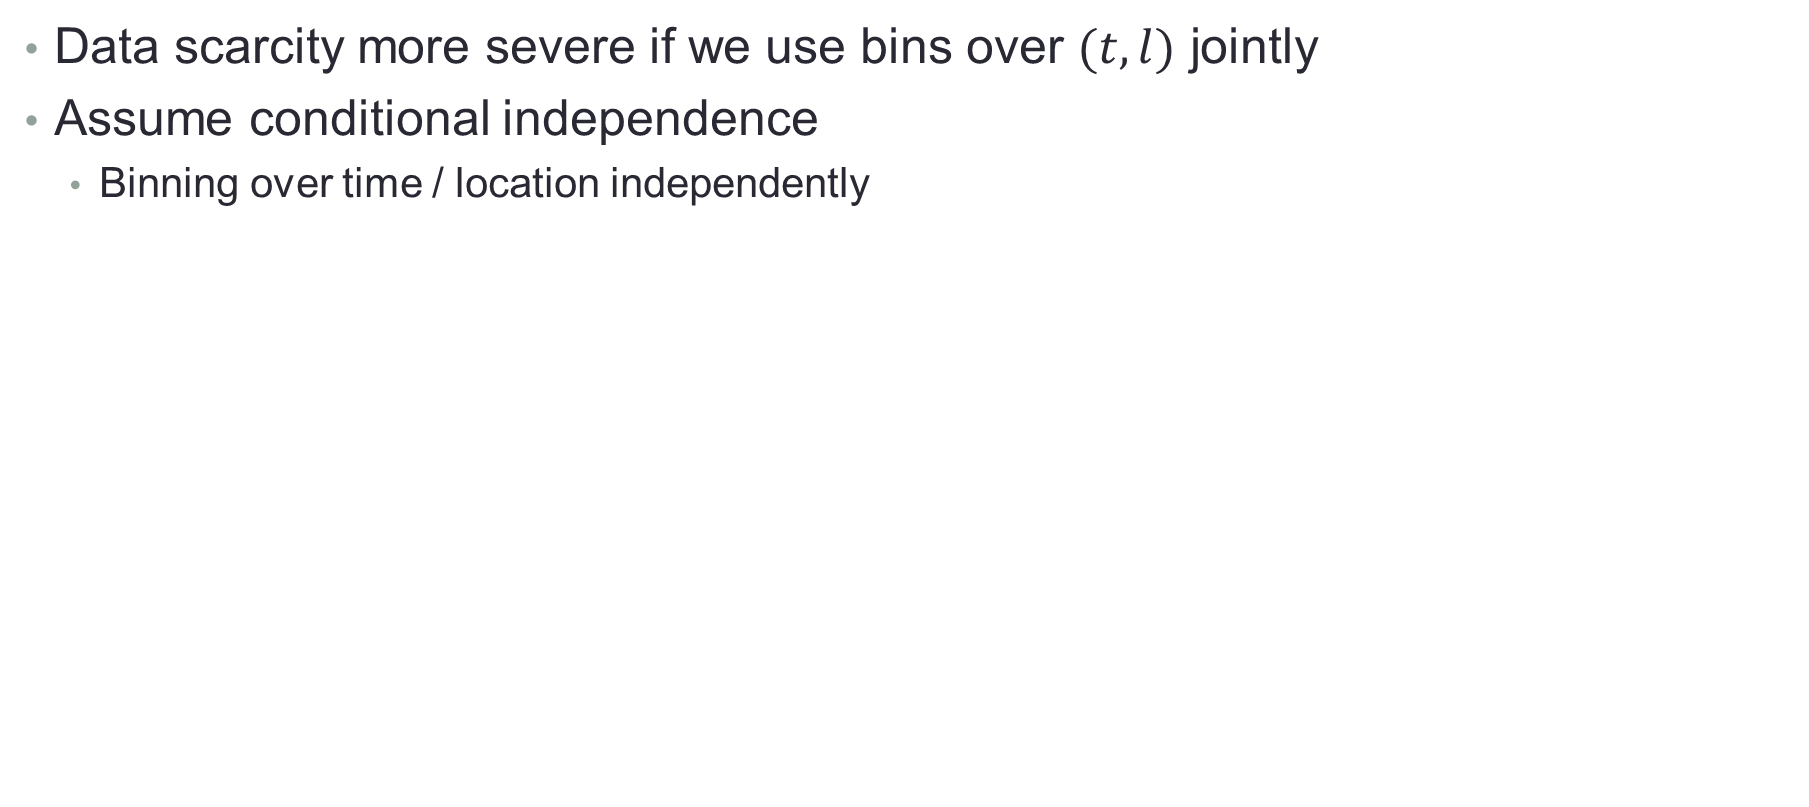 • Data scarcity more severe if we use bins over (t, l) jointly
• Assume conditional independence
• Binning over time / location independently